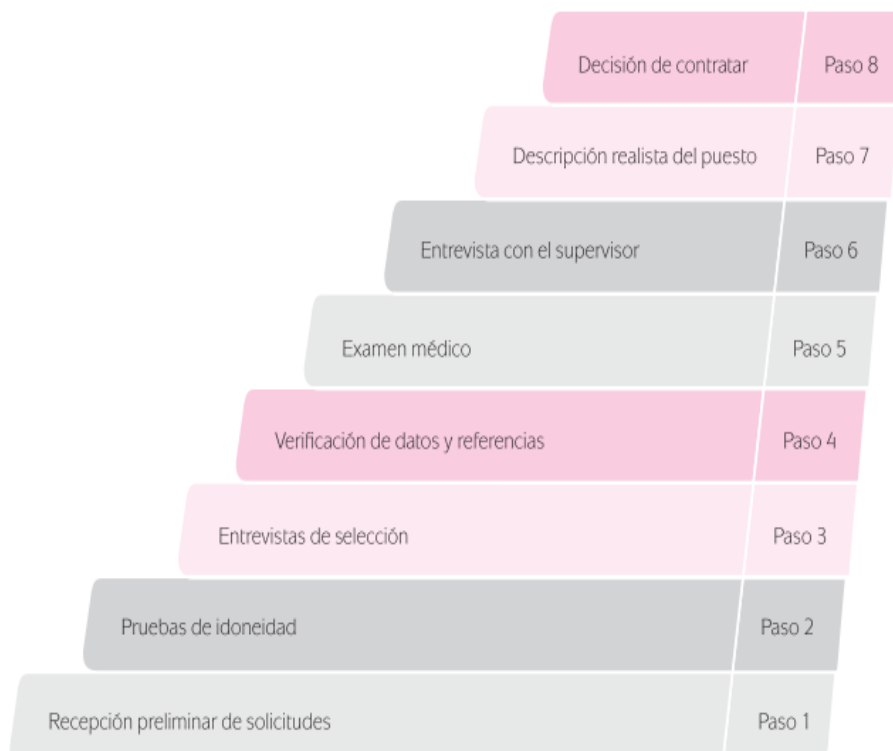 Decisión de contratar Paso 8
Descripción realista del puesto Paso 7
Entrevista con el supervisor Paso 6
Examen médico Paso 5
Verificación de datos y referencias Paso 4
Entrevistas de selección Paso 3
Pruebas de idoneidad Paso 2
Recepción preliminar de solicitudes Paso 1